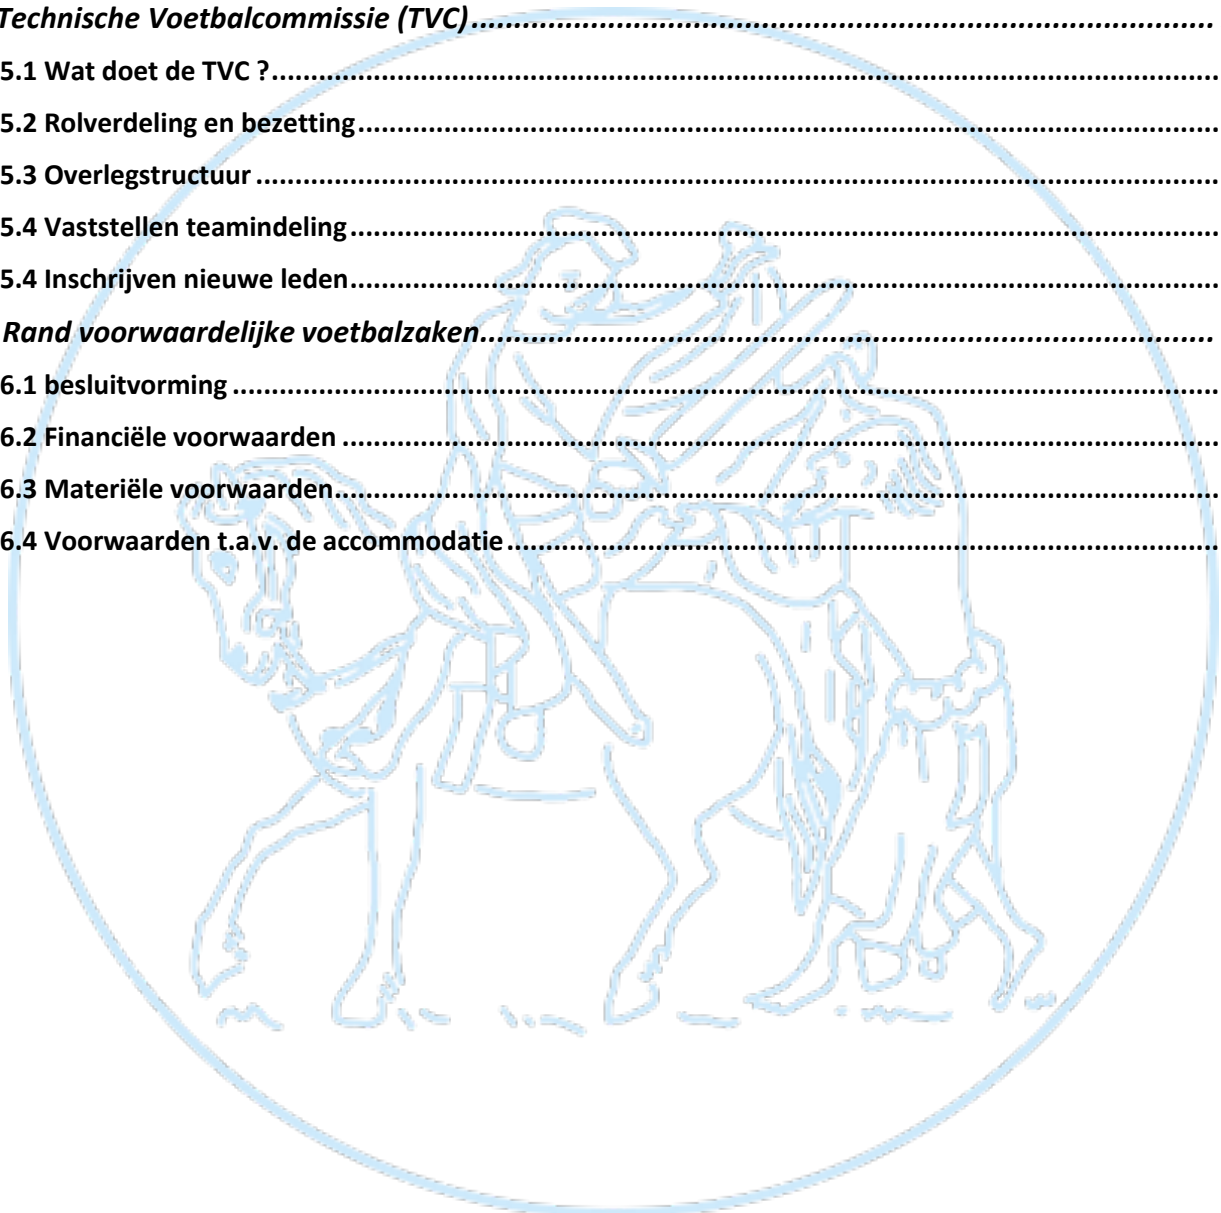 Technische Voetbalcommissie (TVC)................................................................................................
5.1 Wat doet de TVC ?.........................................................................................................................
5.2 Rolverdeling en bezetting..............................................................................................................
5.3 Overlegstructuur ...........................................................................................................................
5.4 Vaststellen teamindeling...............................................................................................................
5.4 Inschrijven nieuwe leden...............................................................................................................
Rand voorwaardelijke voetbalzaken...............................................................................................
6.1 besluitvorming ..............................................................................................................................
6.2 Financiële voorwaarden ................................................................................................................
6.3 Materiële voorwaarden.................................................................................................................
6.4 Voorwaarden t.a.v. de accommodatie ...........................................................................................